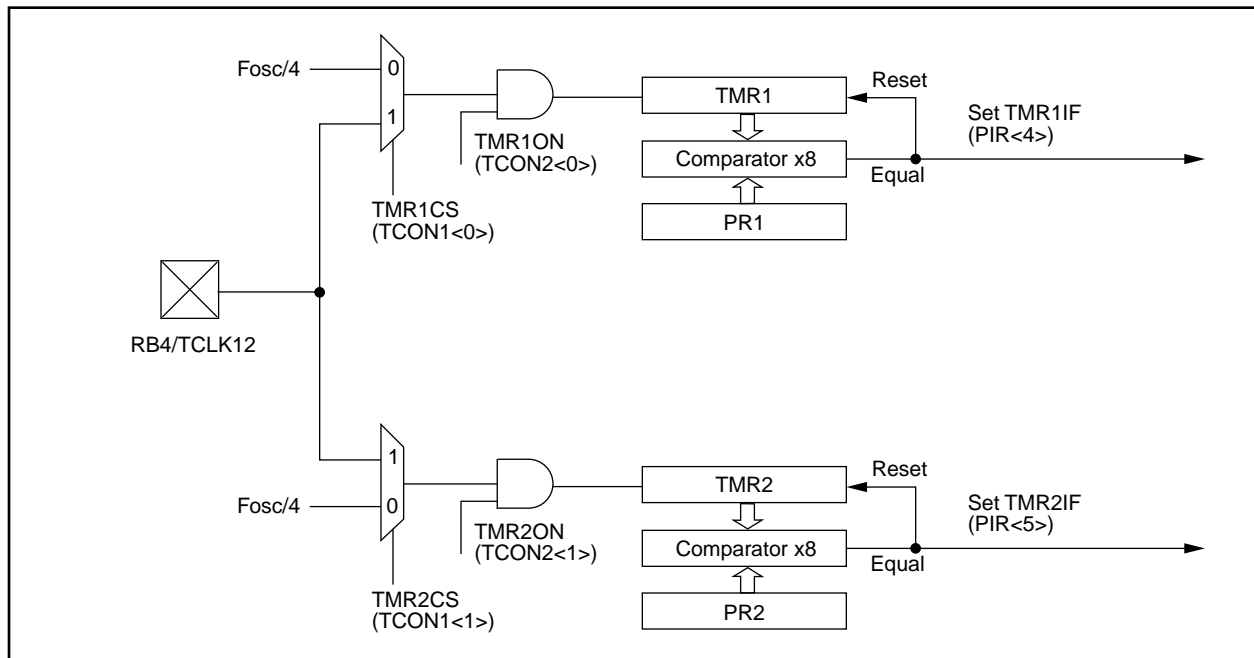 Fosc/4
0
1
TMR1ON
(TCON2<0>)
TMR1CS
(TCON1<0>)
TMR1
Comparator x8
PR1
Reset
Equal
Set TMR1IF
(PIR<4>)
RB4/TCLK12
1
0
Fosc/4
TMR2ON
(TCON2<1>)
TMR2CS
(TCON1<1>)
TMR2
Comparator x8
PR2
Reset
Equal
Set TMR2IF
(PIR<5>)